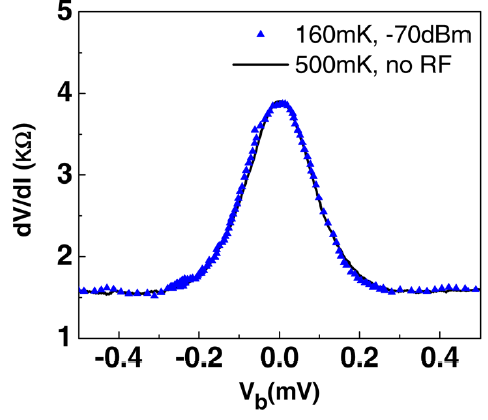 160mK, -70dBm
500mK, no RF
5
4
3
2
1
dV/dI (KΩ)
-0.4 -0.2 0.0 0.2 0.4
V_b(mV)